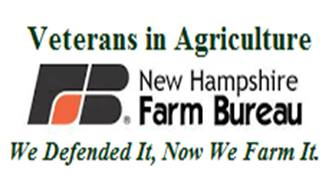 Veterans in Agriculture
New Hampshire
Farm Bureau
®
We Defended It, Now We Farm It.